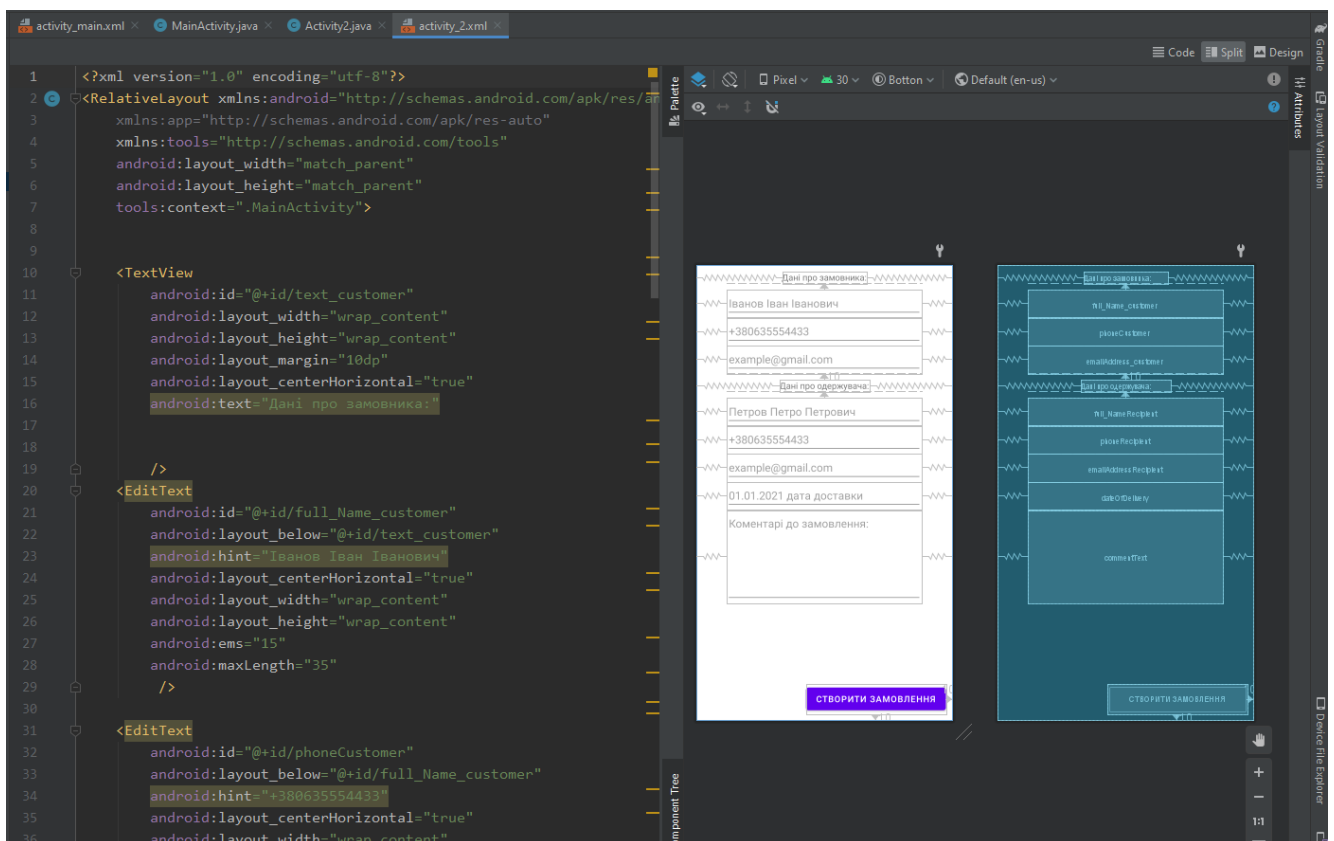 activity_main.xml MainActivity.java Activity2.java activity_2.xml
Code Split Design
Gradle
Layout Validation
Device File Explorer
Attributes
Palette
Pixel 30 Botton Default (en-us)
1 <?xml version="1.0" encoding="utf-8"?>
2 <RelativeLayout xmlns:android="http://schemas.android.com/apk/res/an
3 xmlns:app="http://schemas.android.com/apk/res-auto"
4 xmlns:tools="http://schemas.android.com/tools"
5 android:layout_width="match_parent"
6 android:layout_height="match_parent"
7 tools:context=".MainActivity">
8
9
10 <TextView
11 android:id="@+id/text_customer"
12 android:layout_width="wrap_content"
13 android:layout_height="wrap_content"
14 android:layout_margin="10dp"
15 android:layout_centerHorizontal="true"
16 android:text="Дані про замовника:"
17
18
19 />
20 <EditText
21 android:id="@+id/full_Name_customer"
22 android:layout_below="@+id/text_customer"
23 android:hint="Іванов Іван Іванович"
24 android:layout_centerHorizontal="true"
25 android:layout_width="wrap_content"
26 android:layout_height="wrap_content"
27 android:ems="15"
28 android:maxLength="35"
29 />
30
31 <EditText
32 android:id="@+id/phoneCustomer"
33 android:layout_below="@+id/full_Name_customer"
34 android:hint="+380635554433"
35 android:layout_centerHorizontal="true"
36 android:layout_width="wrap_content"
Дані про замовника:
Іванов Іван Іванович
+380635554433
example@gmail.com
Дані про одержувача:
Петров Петро Петрович
+380635554433
example@gmail.com
01.01.2021 дата доставки
Коментарі до замовлення:
СТВОРИТИ ЗАМОВЛЕННЯ
Дані про замовника:
full_Name_customer
phoneCustomer
emailAddress_customer
Дані про одержувача:
full_NameRecipient
phoneRecipient
emailAddressRecipient
dateOfDelivery
commentText
СТВОРИТИ ЗАМОВЛЕННЯ
1:1